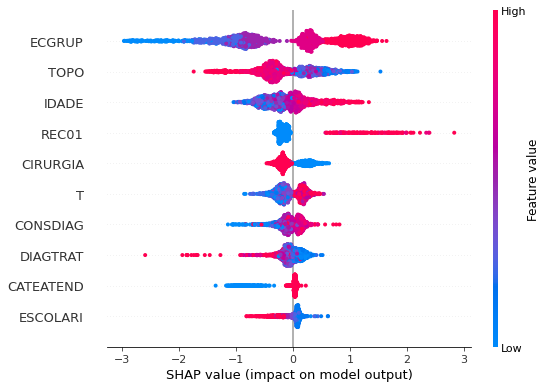 High
ECGRUP
TOPO
IDADE
REC01
CIRURGIA
T
CONSDIAG
DIAGTRAT
CATEATEND
ESCOLARI
Feature value
Low
−3 −2 −1 0 1 2 3
SHAP value (impact on model output)